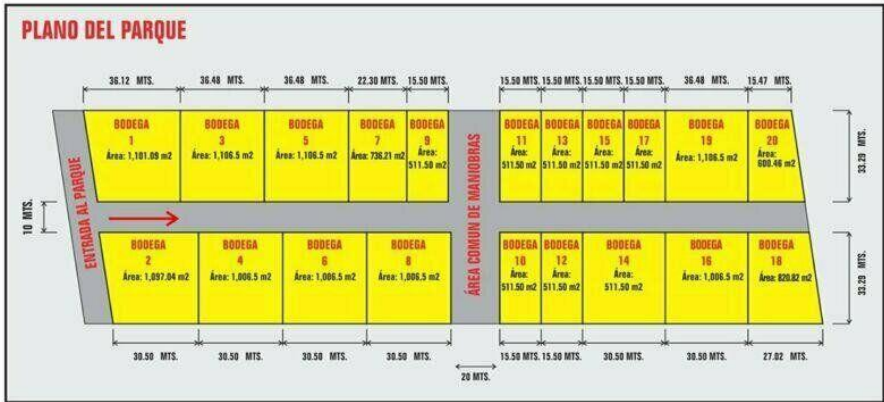 PLANO DEL PARQUE
36.12 MTS.
36.48 MTS.
36.48 MTS.
22.30 MTS.
15.50 MTS.
15.50 MTS.
15.50 MTS.
15.50 MTS.
15.50 MTS.
36.48 MTS.
15.47 MTS.
BODEGA
1
Área: 1,101.09 m2
BODEGA
3
Área: 1,106.5 m2
BODEGA
5
Área: 1,106.5 m2
BODEGA
7
Área: 736.21 m2
BODEGA
9
Área:
511.50 m2
BODEGA
11
Área:
511.50 m2
BODEGA
13
Área:
511.50 m2
BODEGA
15
Área:
511.50 m2
BODEGA
17
Área:
511.50 m2
BODEGA
19
Área: 1,106.5 m2
BODEGA
20
Área:
600.46 m2
33.29 MTS.
ENTRADA AL PARQUE
ÁREA COMUN DE MANIOBRAS
10 MTS.
BODEGA
2
Área: 1,097.04 m2
BODEGA
4
Área: 1,006.5 m2
BODEGA
6
Área: 1,006.5 m2
BODEGA
8
Área: 1,006.5 m2
BODEGA
10
Área:
511.50 m2
BODEGA
12
Área:
511.50 m2
BODEGA
14
Área:
511.50 m2
BODEGA
16
Área: 1,006.5 m2
BODEGA
18
Área: 820.82 m2
33.29 MTS.
30.50 MTS.
30.50 MTS.
30.50 MTS.
30.50 MTS.
20 MTS.
15.50 MTS.
15.50 MTS.
30.50 MTS.
30.50 MTS.
27.02 MTS.